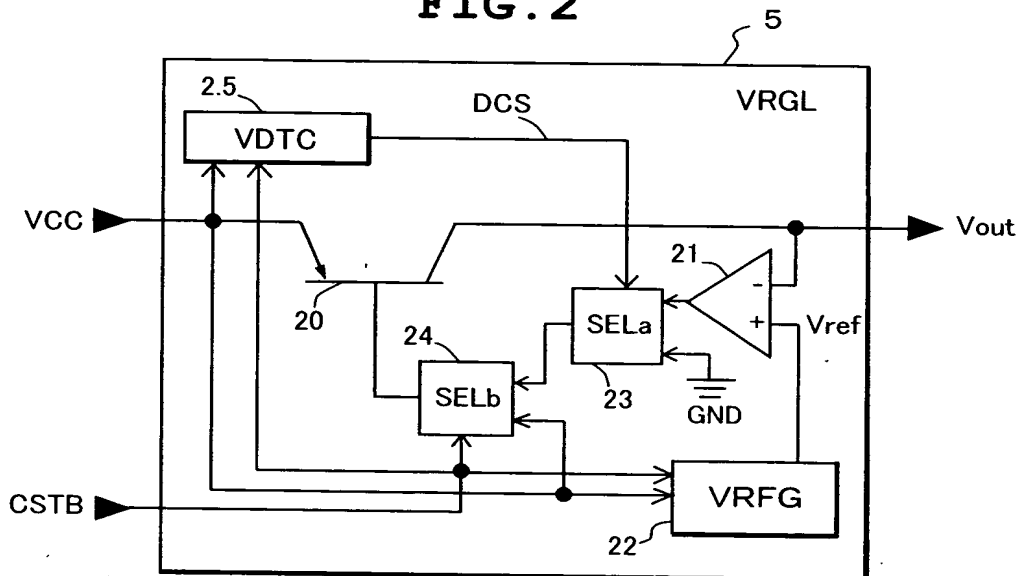 FIG.2
5
2.5
VDTC
DCS
VRGL
VCC
Vout
21
-
+
Vref
20
SELa
24
SELb
23
GND
CSTB
VRFG
22